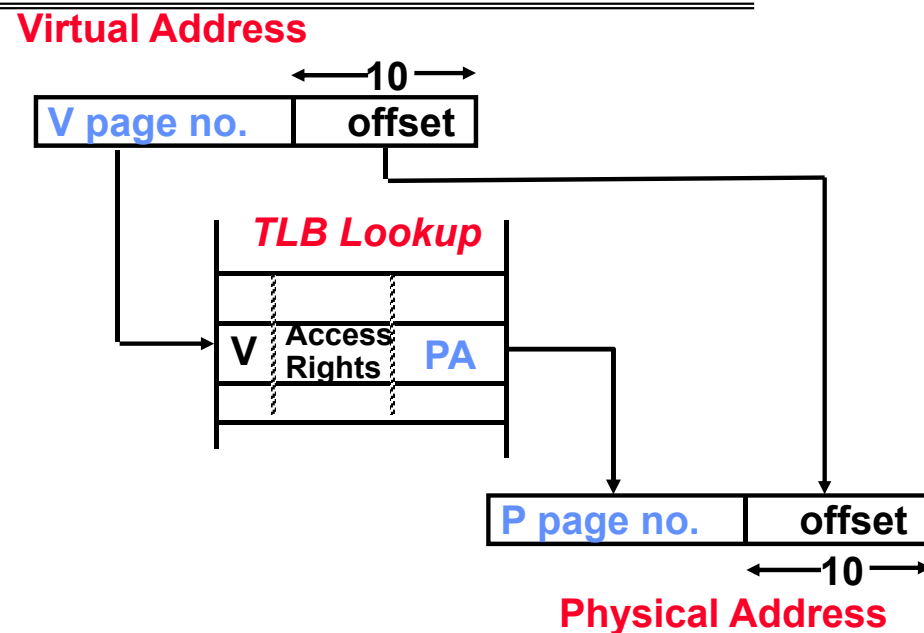 Virtual Address
10
V page no. offset
TLB Lookup
V Access Rights PA
P page no. offset
10
Physical Address